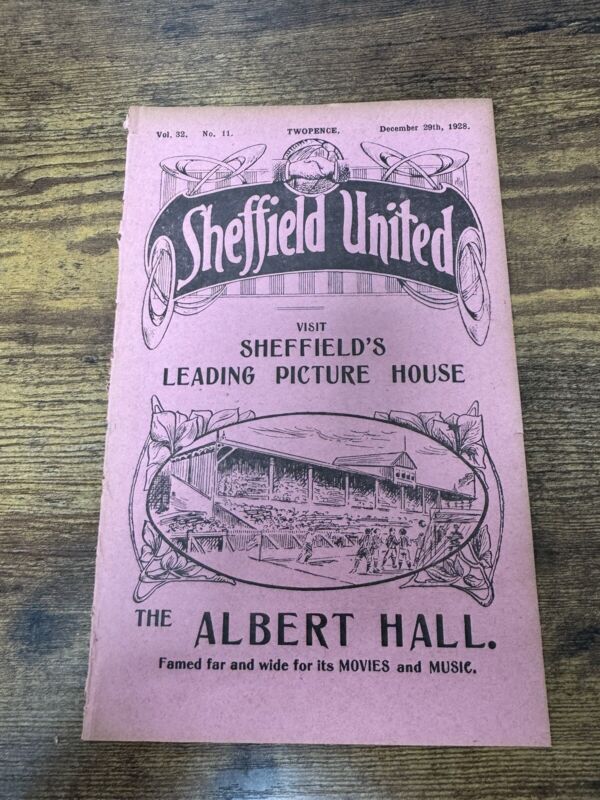 Vol. 32. No. 11. TWOPENCE. December 29th, 1928.
Sheffield United
VISIT
SHEFFIELD'S
LEADING PICTURE HOUSE
THE ALBERT HALL.
Famed far and wide for its MOVIES and MUSIC.